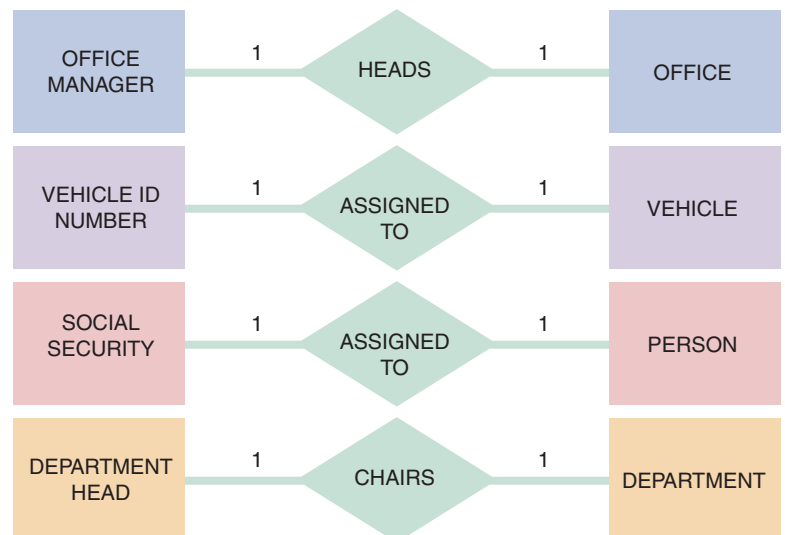 1 1
OFFICE HEADS
MANAGER OFFICE
1 1
VEHICLE ID ASSIGNED VEHICLE
NUMBER TO
1 1
SOCIAL ASSIGNED PERSON
SECURITY TO
1 1
DEPARTMENT CHAIRS DEPARTMENT
HEAD